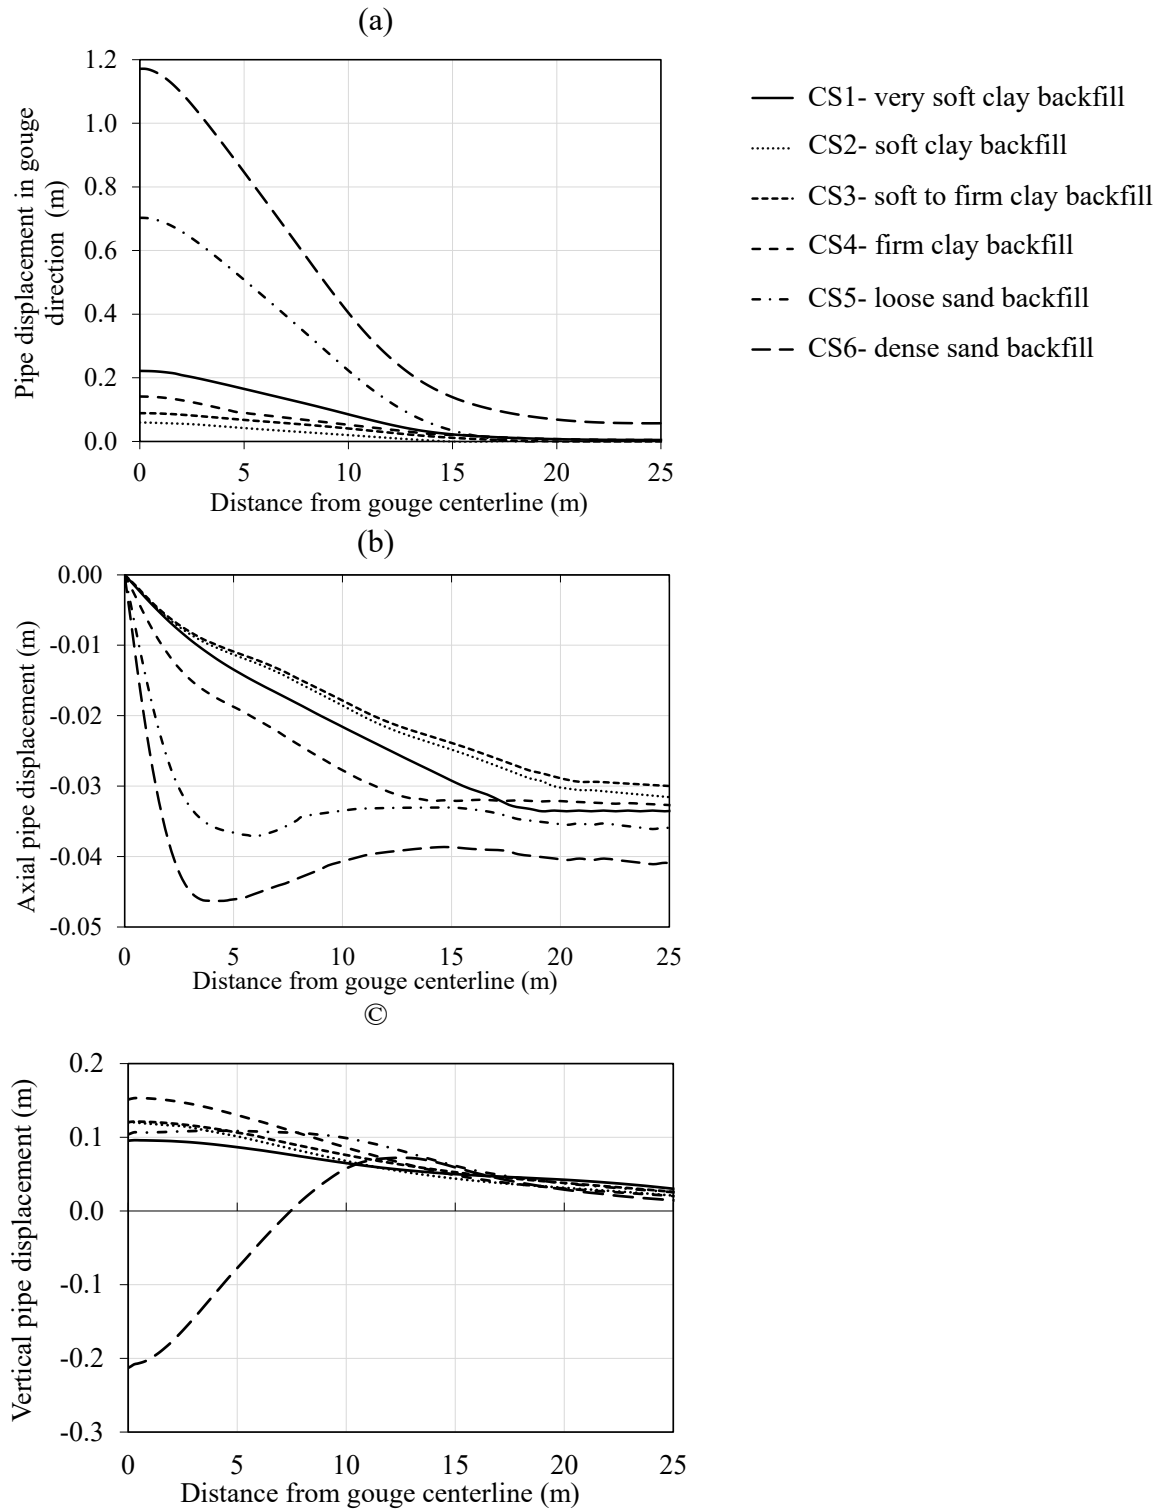 (a)
Pipe displacement in gouge
direction (m)
1.2
1.0
0.8
0.6
0.4
0.2
0.0
0 5 10 15 20 25
Distance from gouge centerline (m)
CS1- very soft clay backfill
CS2- soft clay backfill
CS3- soft to firm clay backfill
CS4- firm clay backfill
CS5- loose sand backfill
CS6- dense sand backfill
(b)
Axial pipe displacement (m)
0.00
-0.01
-0.02
-0.03
-0.04
-0.05
0 5 10 15 20 25
Distance from gouge centerline (m)
©
Vertical pipe displacement (m)
0.2
0.1
0.0
-0.1
-0.2
-0.3
0 5 10 15 20 25
Distance from gouge centerline (m)